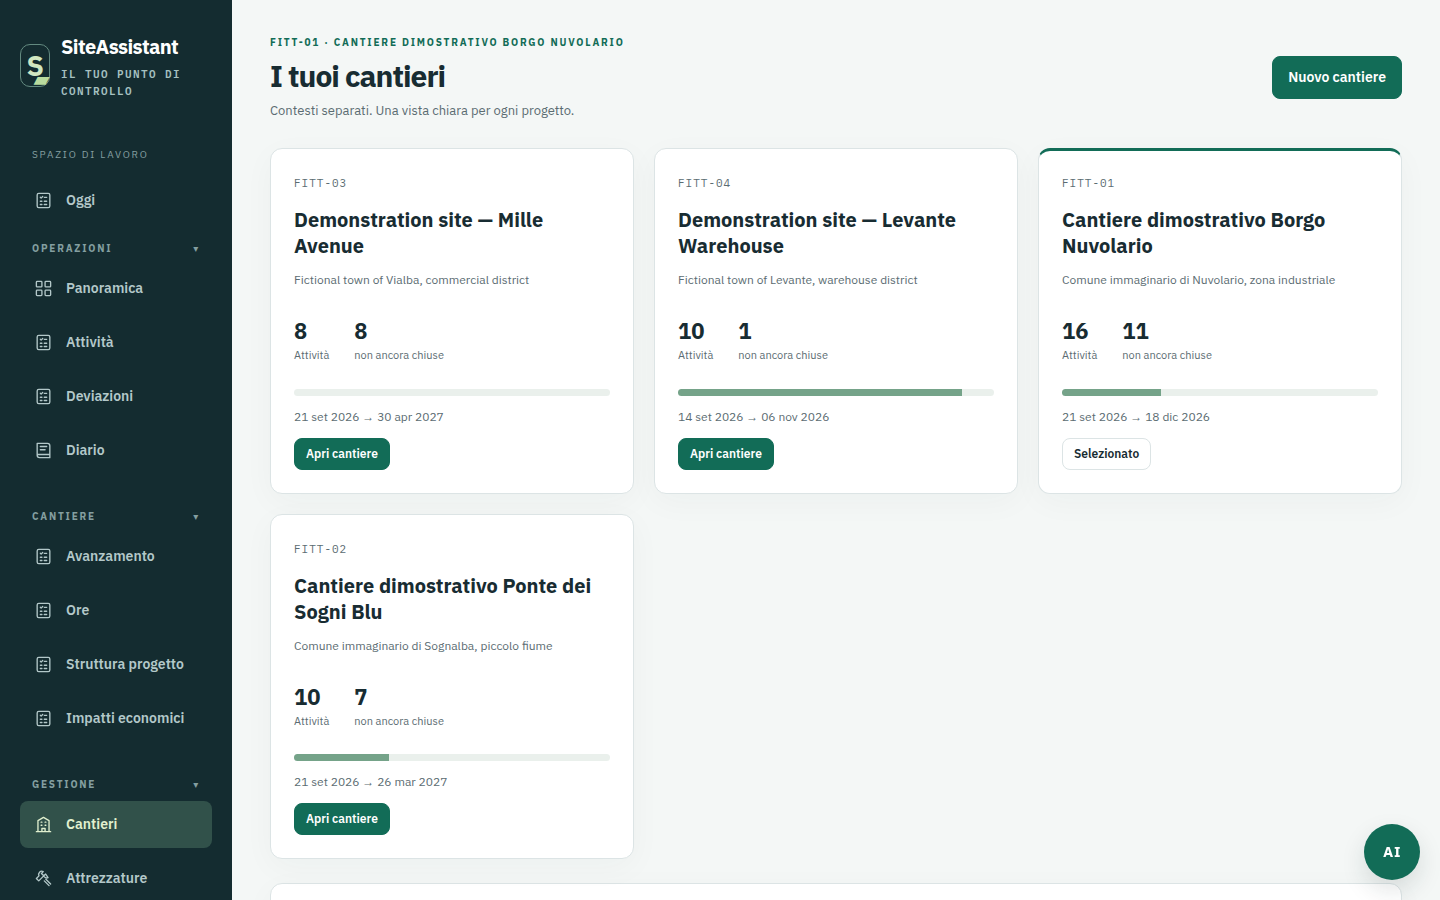 SiteAssistant
IL TUO PUNTO DI
CONTROLLO
SPAZIO DI LAVORO
Oggi
OPERAZIONI
Panoramica
Attività
Deviazioni
Diario
CANTIERE
Avanzamento
Ore
Struttura progetto
Impatti economici
GESTIONE
Cantieri
Attrezzature
FITT-01 · CANTIERE DIMOSTRATIVO BORGO NUVOLARIO
I tuoi cantieri
Contesti separati. Una vista chiara per ogni progetto.
Nuovo cantiere
FITT-03
Demonstration site — Mille
Avenue
Fictional town of Vialba, commercial district
8 8
Attività non ancora chiuse
21 set 2026 → 30 apr 2027
Apri cantiere
FITT-04
Demonstration site — Levante
Warehouse
Fictional town of Levante, warehouse district
10 1
Attività non ancora chiuse
14 set 2026 → 06 nov 2026
Apri cantiere
FITT-01
Cantiere dimostrativo Borgo
Nuvolario
Comune immaginario di Nuvolario, zona industriale
16 11
Attività non ancora chiuse
21 set 2026 → 18 dic 2026
Selezionato
FITT-02
Cantiere dimostrativo Ponte dei
Sogni Blu
Comune immaginario di Sognalba, piccolo fiume
10 7
Attività non ancora chiuse
21 set 2026 → 26 mar 2027
Apri cantiere
AI